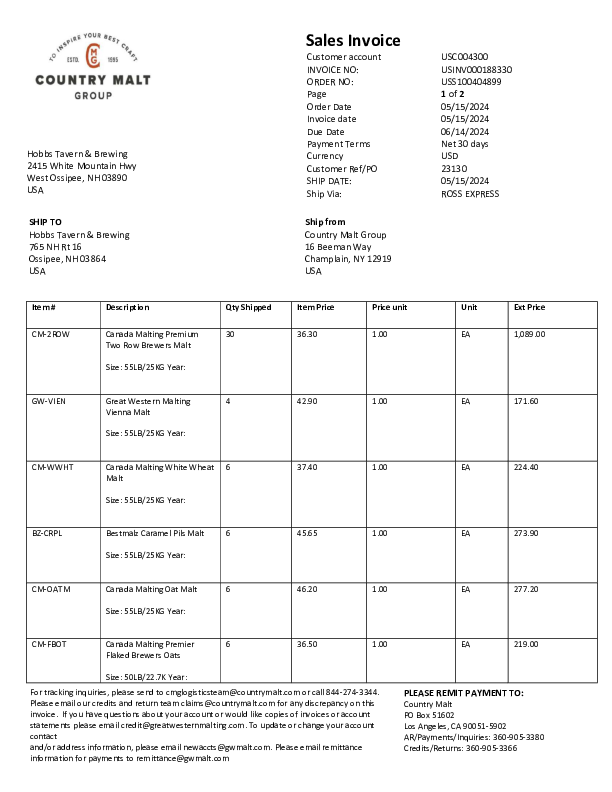 TO INSPIRE YOUR BEST CRAFT
ESTD. CMG 1995
COUNTRY MALT
GROUP
Sales Invoice
Customer account USC004300
INVOICE NO: USINV000188330
ORDER NO: USS100404899
Page 1 of 2
Order Date 05/15/2024
Invoice date 05/15/2024
Due Date 06/14/2024
Payment Terms Net 30 days
Currency USD
Customer Ref/PO 23130
SHIP DATE: 05/15/2024
Ship Via: ROSS EXPRESS
Hobbs Tavern & Brewing
2415 White Mountain Hwy
West Ossipee, NH 03890
USA
SHIP TO
Hobbs Tavern & Brewing
765 NH Rt 16
Ossipee, NH 03864
USA
Ship from
Country Malt Group
16 Beeman Way
Champlain, NY 12919
USA
Item # Description Qty Shipped Item Price Price unit Unit Ext Price
CM-2ROW Canada Malting Premium 30 36.30 1.00 EA 1,089.00
Two Row Brewers Malt
Size: 55LB/25KG Year:
GW-VIEN Great Western Malting 4 42.90 1.00 EA 171.60
Vienna Malt
Size: 55LB/25KG Year:
CM-WWHT Canada Malting White Wheat 6 37.40 1.00 EA 224.40
Malt
Size: 55LB/25KG Year:
BZ-CRPL Bestmalz Caramel Pils Malt 6 45.65 1.00 EA 273.90
Size: 55LB/25KG Year:
CM-OATM Canada Malting Oat Malt 6 46.20 1.00 EA 277.20
Size: 55LB/25KG Year:
CM-FBOT Canada Malting Premier 6 36.50 1.00 EA 219.00
Flaked Brewers Oats
Size: 50LB/22.7K Year:
For tracking inquiries, please send to cmglogisticsteam@countrymalt.com or call 844-274-3344.
Please email our credits and return team claims@countrymalt.com for any discrepancy on this
invoice. If you have questions about your account or would like copies of invoices or account
statements please email credit@greatwesternmalting.com. To update or change your account
contact
and/or address information, please email newaccts@gwmalt.com. Please email remittance
information for payments to remittance@gwmalt.com
PLEASE REMIT PAYMENT TO:
Country Malt
PO Box 51602
Los Angeles, CA 90051-5902
AR/Payments/Inquiries: 360-905-3380
Credits/Returns: 360-905-3366